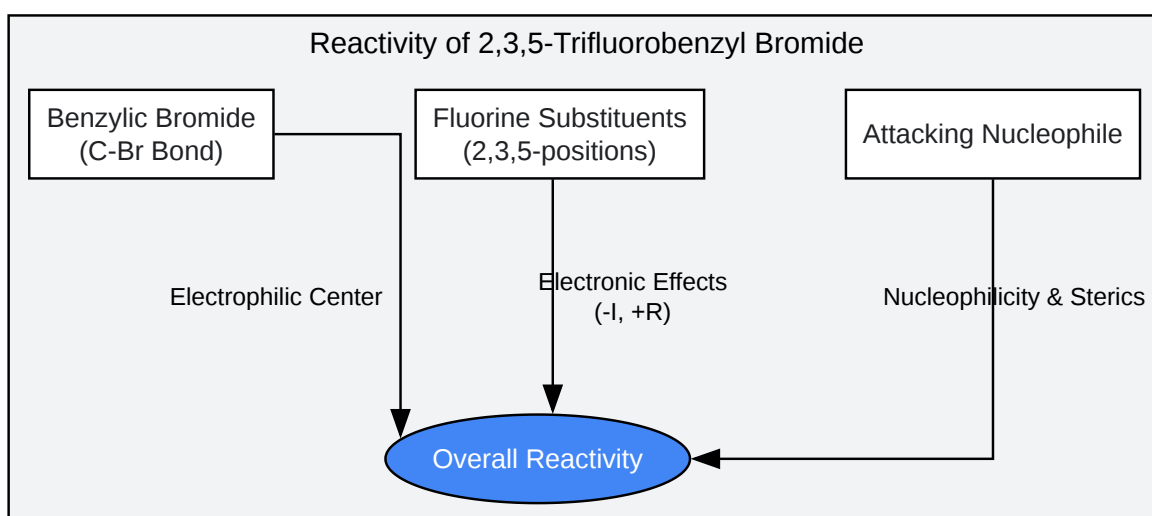 Reactivity of 2,3,5-Trifluorobenzyl Bromide
Benzylic Bromide
(C-Br Bond)
Fluorine Substituents
(2,3,5-positions)
Attacking Nucleophile
Electrophilic Center
Electronic Effects
(-I, +R)
Nucleophilicity & Sterics
Overall Reactivity